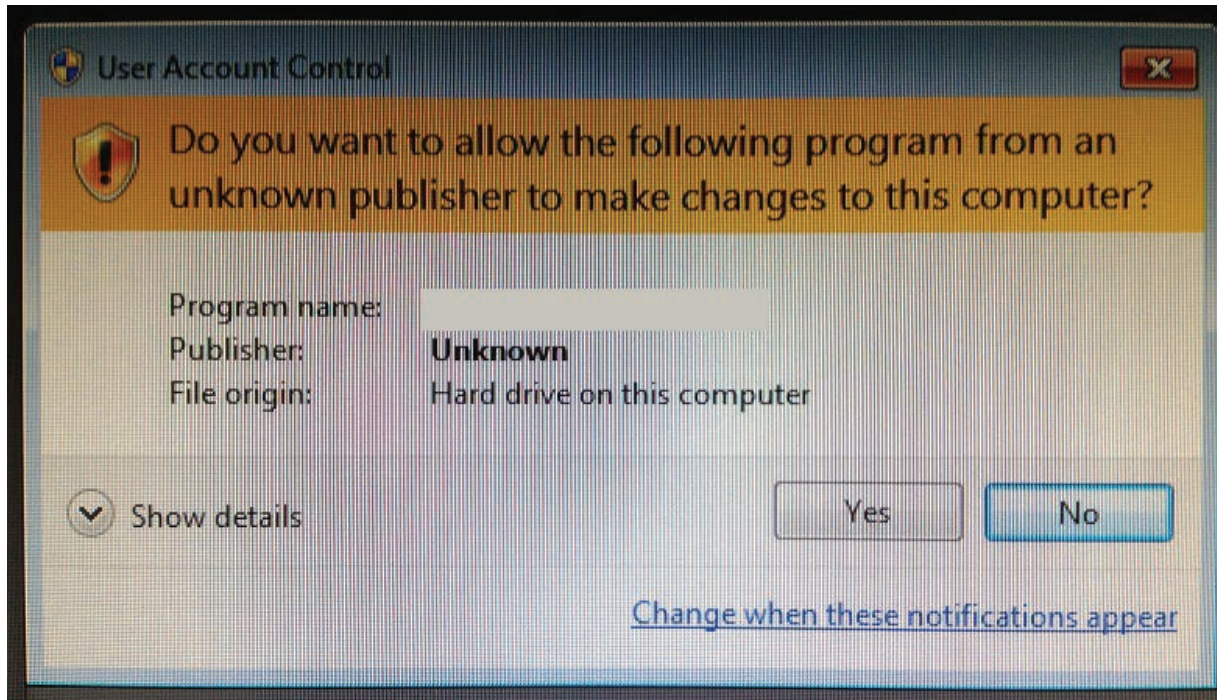 User Account Control
Do you want to allow the following program from an
unknown publisher to make changes to this computer?
Program name:
Publisher: Unknown
File origin: Hard drive on this computer
Show details
Yes No
Change when these notifications appear